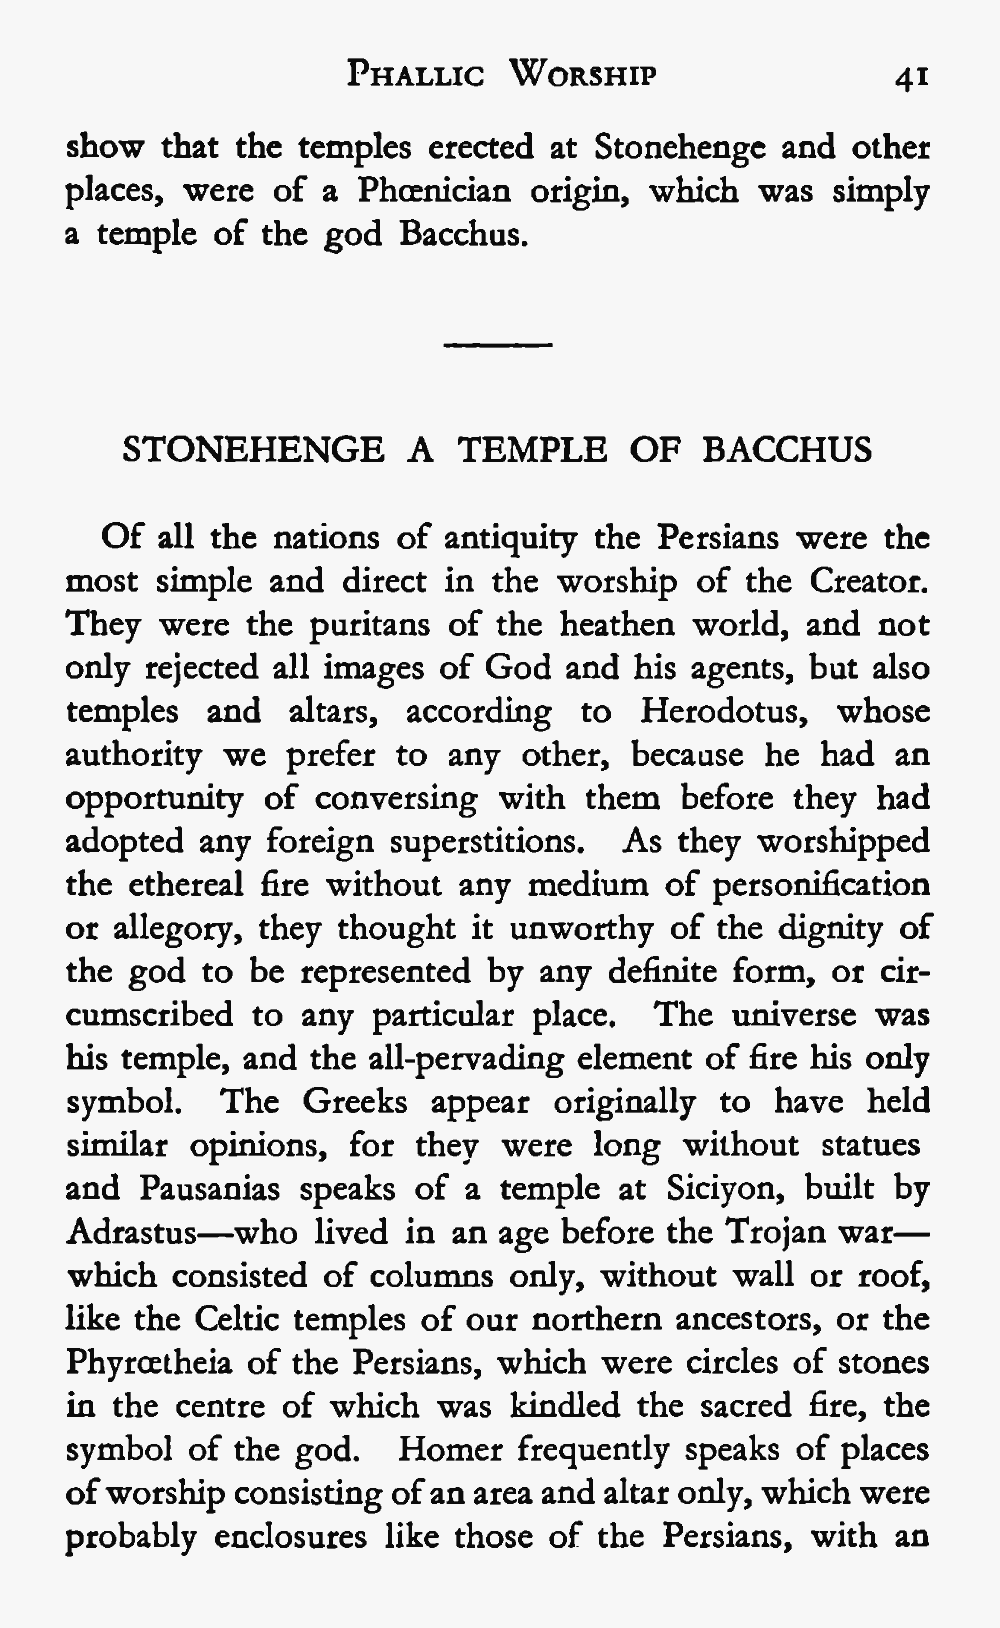 Phallic Worship 41
show that the temples erected at Stonehenge and other
places, were of a Phœnician origin, which was simply
a temple of the god Bacchus.
STONEHENGE A TEMPLE OF BACCHUS
Of all the nations of antiquity the Persians were the
most simple and direct in the worship of the Creator.
They were the puritans of the heathen world, and not
only rejected all images of God and his agents, but also
temples and altars, according to Herodotus, whose
authority we prefer to any other, because he had an
opportunity of conversing with them before they had
adopted any foreign superstitions. As they worshipped
the ethereal fire without any medium of personification
or allegory, they thought it unworthy of the dignity of
the god to be represented by any definite form, or cir-
cumscribed to any particular place. The universe was
his temple, and the all-pervading element of fire his only
symbol. The Greeks appear originally to have held
similar opinions, for they were long without statues
and Pausanias speaks of a temple at Siciyon, built by
Adrastus—who lived in an age before the Trojan war—
which consisted of columns only, without wall or roof,
like the Celtic temples of our northern ancestors, or the
Phyrœtheia of the Persians, which were circles of stones
in the centre of which was kindled the sacred fire, the
symbol of the god. Homer frequently speaks of places
of worship consisting of an area and altar only, which were
probably enclosures like those of the Persians, with an